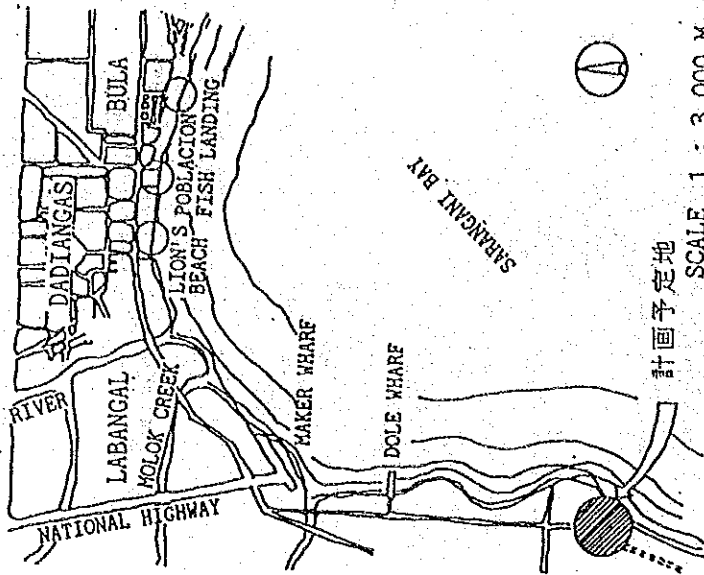 DADIANGAS
BULA
RIVER
LABANGAL
MOLOK CREEK
LION'S POBLACION
BEACH FISH LANDING
NATIONAL HIGHWAY
MAKER WHARF
DOLE WHARF
SARANGANI BAY
計画予定地
SCALE 1 : 3,000 M